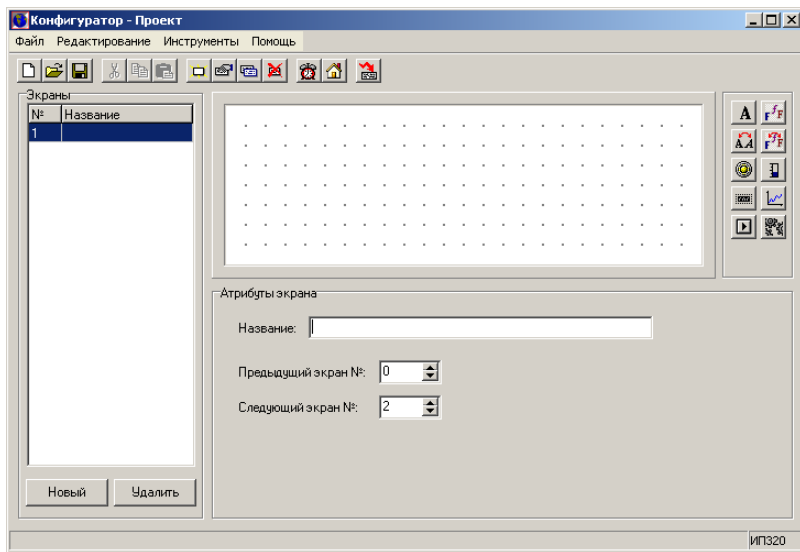 Конфигуратор - Проект
Файл Редактирование Инструменты Помощь
Экраны
№ Название
1
A
Атрибуты экрана
Название:
Предыдущий экран №: 0
Следующий экран №: 2
Новый Удалить
ИП320